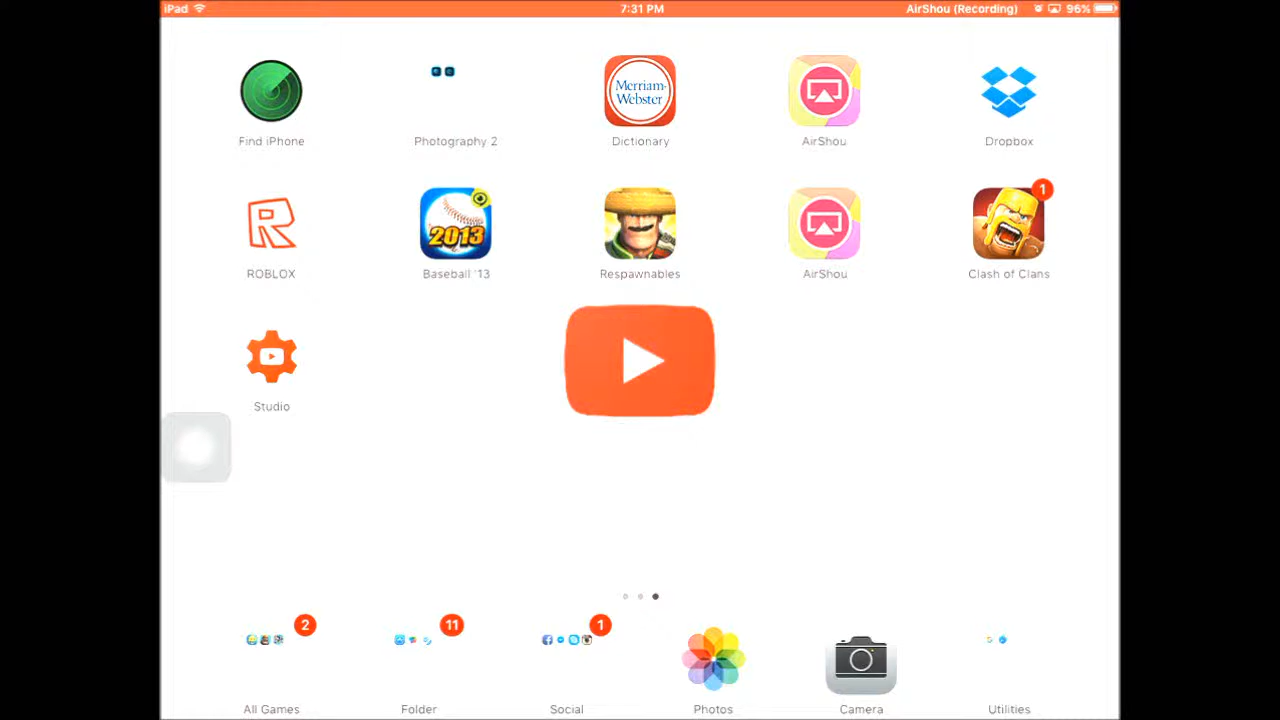 iPad 7:31 PM AirShou (Recording) 96%
Merriam-
Webster
Find iPhone Photography 2 Dictionary AirShou Dropbox
1
R
2013
ROBLOX Baseball '13 Respawnables AirShou Clash of Clans
Studio
2 11 1
All Games Folder Social Photos Camera Utilities